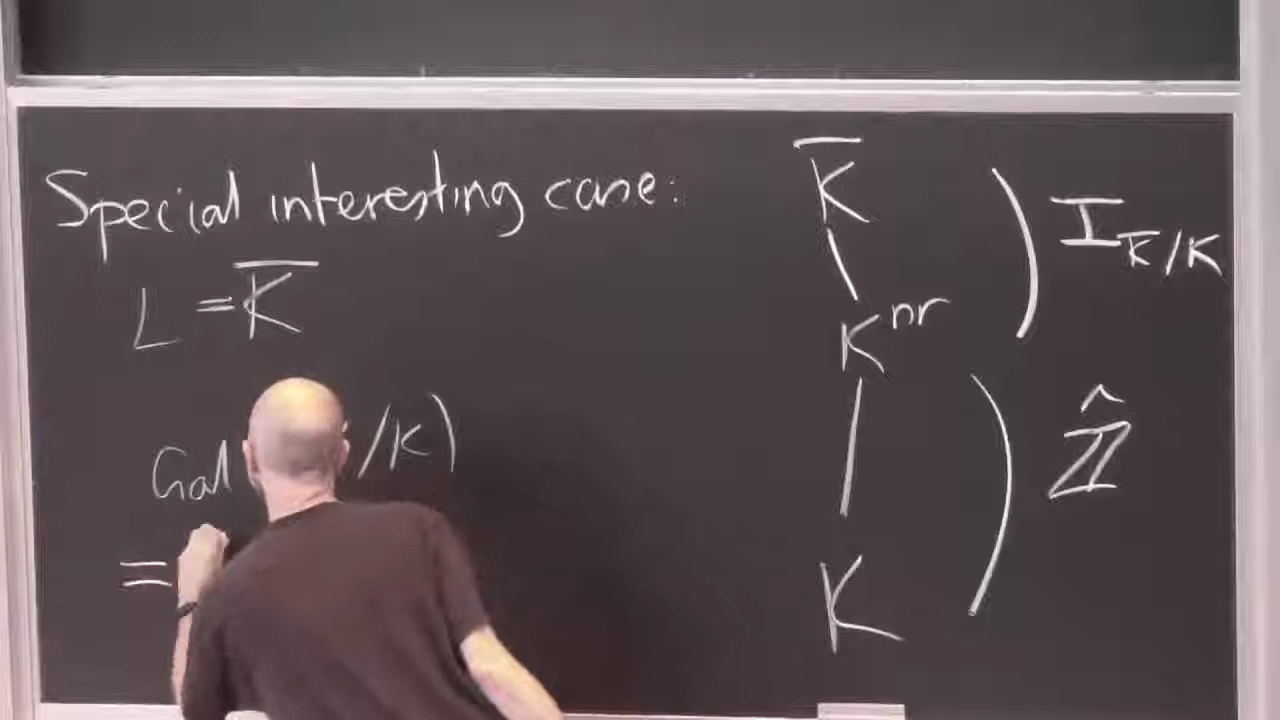 Special interesting case:
L = K̅
Gal /K)
=
K̅
I_K̅/K
K^nr
Ẑ
K